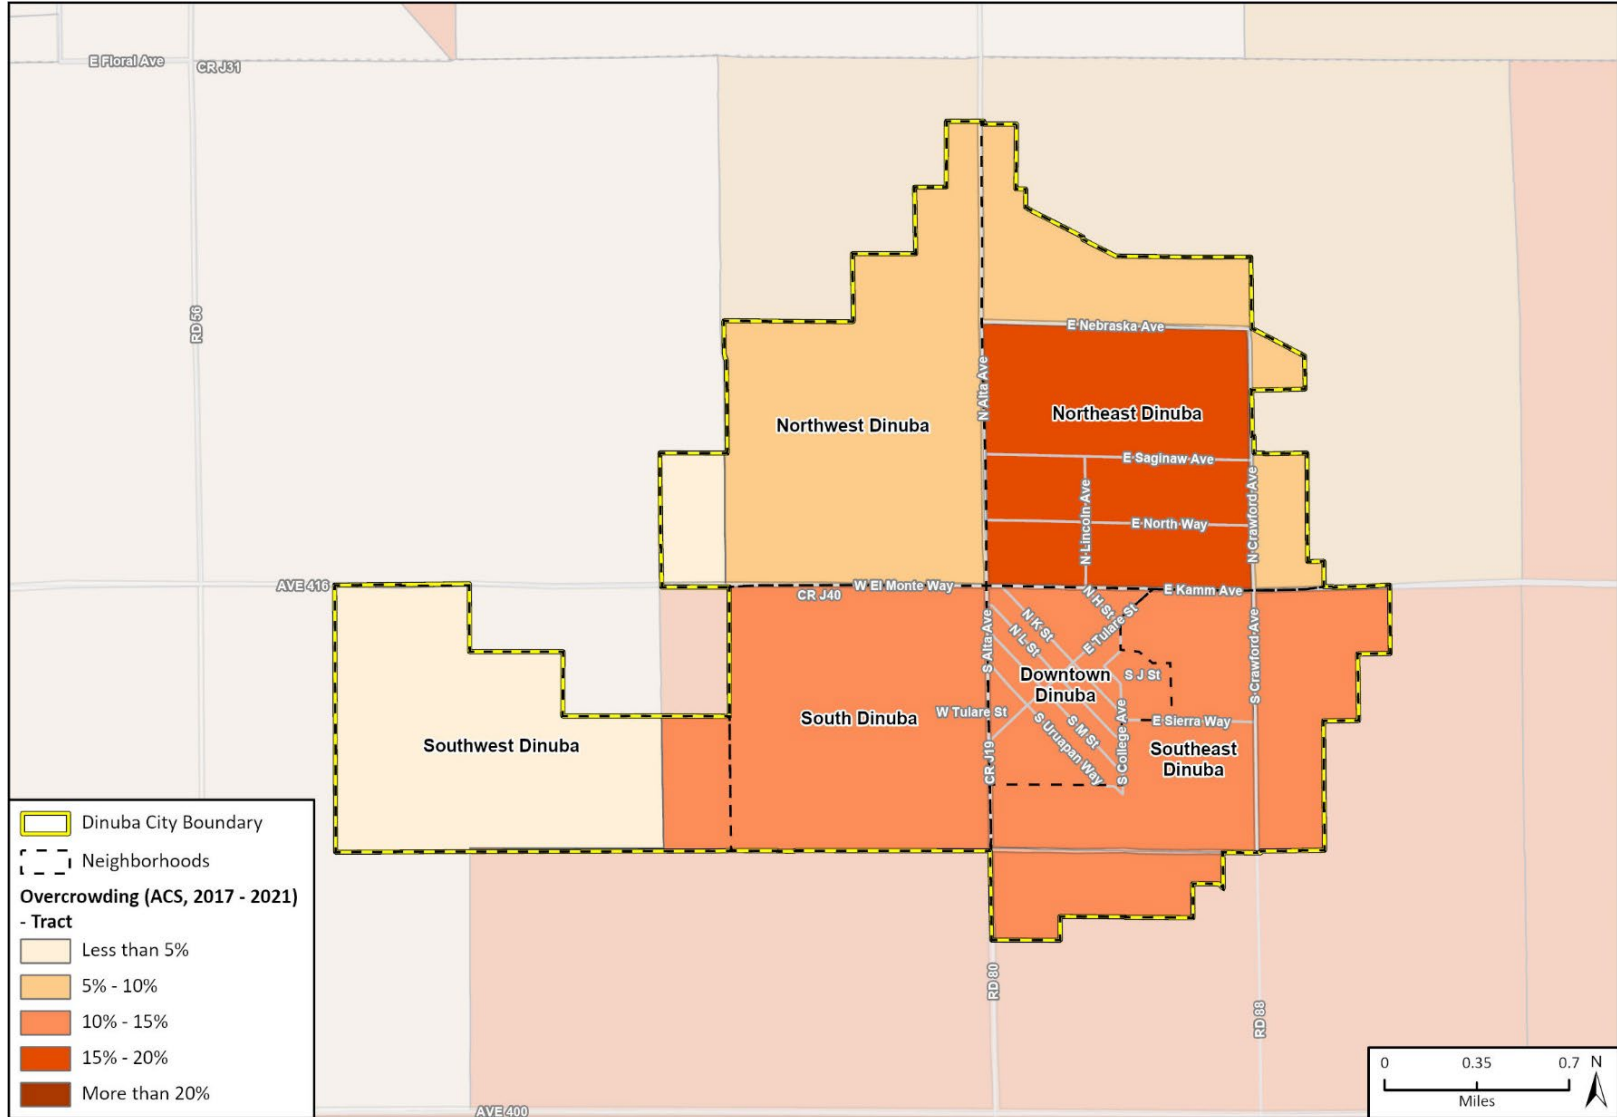 E Floral Ave
CR J31
RD 56
E Nebraska Ave
N Alta Ave
Northwest Dinuba
Northeast Dinuba
E Saginaw Ave
N Lincoln Ave
N Crawford Ave
E North Way
AVE 416
W El Monte Way
CR J40
E Kamm Ave
N H St
N K St
E Tulare St
N L St
S Alta Ave
S Crawford Ave
Downtown
Dinuba
S J St
W Tulare St
South Dinuba
E Sierra Way
S M St
S Uruapan Way
S College Ave
Southwest Dinuba
Southeast
Dinuba
CR J19
RD 80
RD 88
AVE 400
Dinuba City Boundary
Neighborhoods
Overcrowding (ACS, 2017 - 2021)
- Tract
Less than 5%
5% - 10%
10% - 15%
15% - 20%
More than 20%
0 0.35 0.7 N
Miles